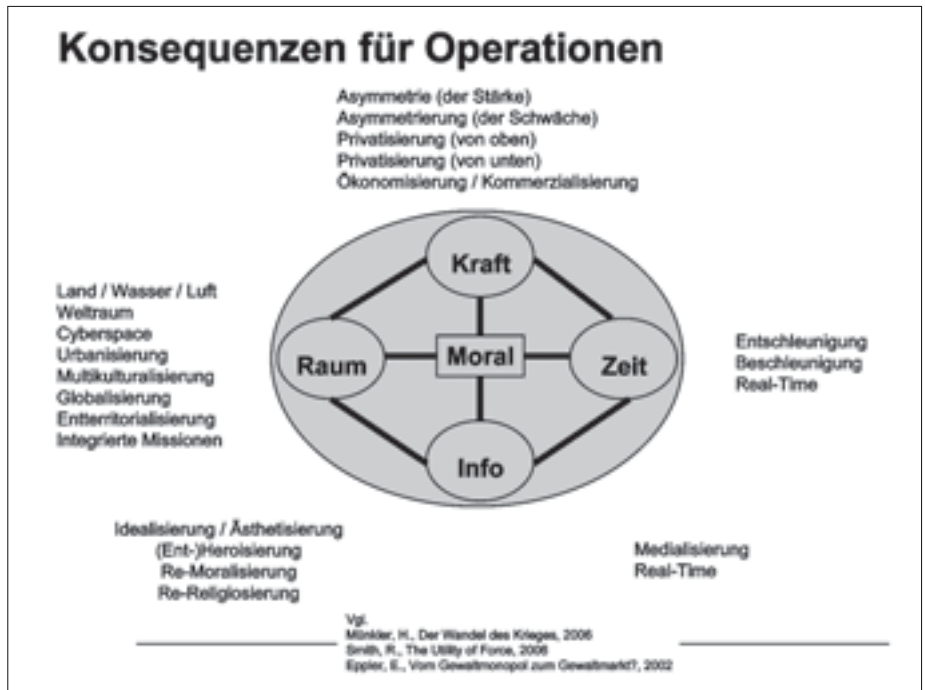 Konsequenzen für Operationen
Asymmetrie (der Stärke)
Asymmetrierung (der Schwäche)
Privatisierung (von oben)
Privatisierung (von unten)
Ökonomisierung / Kommerzialisierung
Kraft
Land / Wasser / Luft
Weltraum
Cyberspace
Urbanisierung
Multikulturalisierung
Globalisierung
Entterritorialisierung
Integrierte Missionen
Raum
Moral
Zeit
Entschleunigung
Beschleunigung
Real-Time
Info
Idealisierung / Ästhetisierung
(Ent-)Heroisierung
Re-Moralisierung
Re-Religiosierung
Medialisierung
Real-Time
Vgl.
Münkler, H., Der Wandel des Krieges, 2006
Smith, R., The Utility of Force, 2006
Eppler, E., Vom Gewaltmonopol zum Gewaltmarkt?, 2002